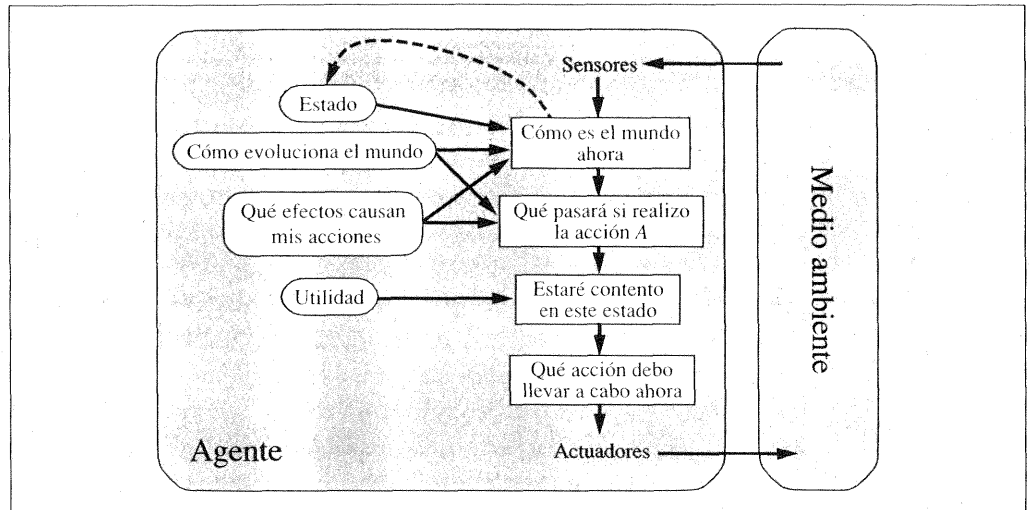 Sensores
Estado
Cómo es el mundo
ahora
Cómo evoluciona el mundo
Qué efectos causan
mis acciones
Qué pasará si realizo
la acción A
Utilidad
Estaré contento
en este estado
Qué acción debo
llevar a cabo ahora
Agente
Actuadores
Medio ambiente